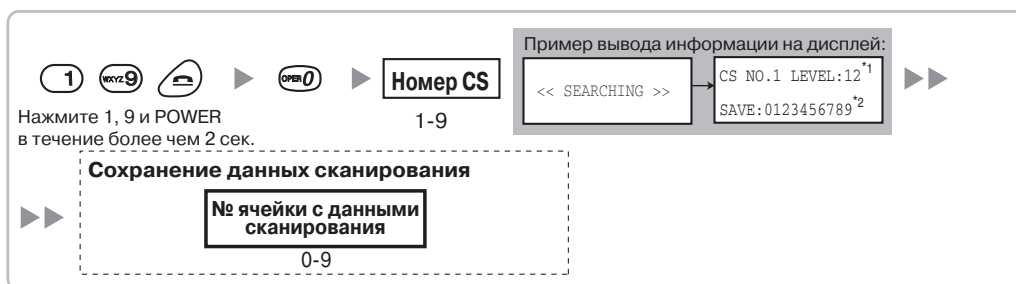 Пример вывода информации на дисплей:
1) WXYZ9 OPER0 Номер CS << SEARCHING >> CS NO.1 LEVEL:12*1
SAVE:0123456789*2
Нажмите 1, 9 и POWER 1-9
в течение более чем 2 сек.
Сохранение данных сканирования
№ ячейки с данными
сканирования
0-9